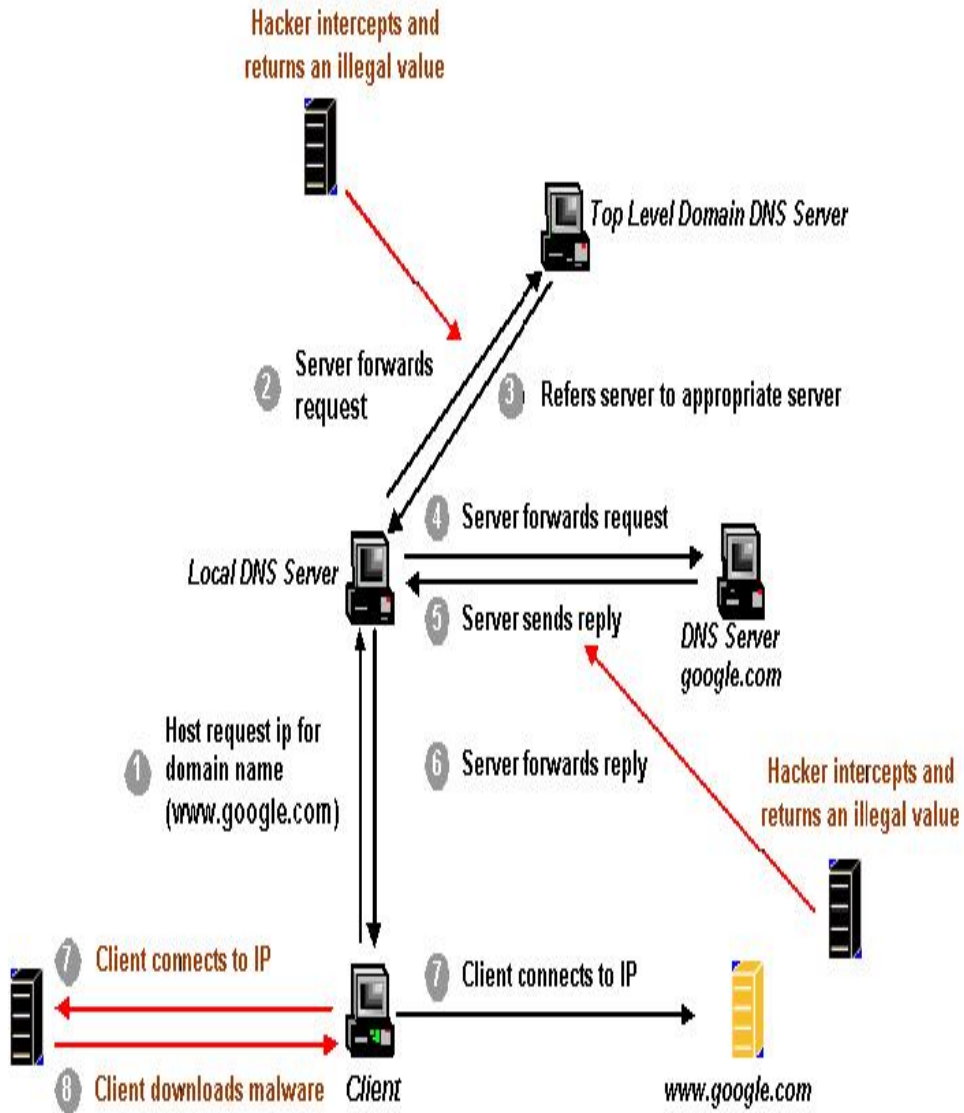 Hacker intercepts and
returns an illegal value
Top Level Domain DNS Server
2 Server forwards
request
3 Refers server to appropriate server
4 Server forwards request
Local DNS Server
5 Server sends reply
DNS Server
google.com
1 Host request ip for
domain name
(www.google.com)
6 Server forwards reply
Hacker intercepts and
returns an illegal value
7 Client connects to IP
7 Client connects to IP
8 Client downloads malware
Client
www.google.com